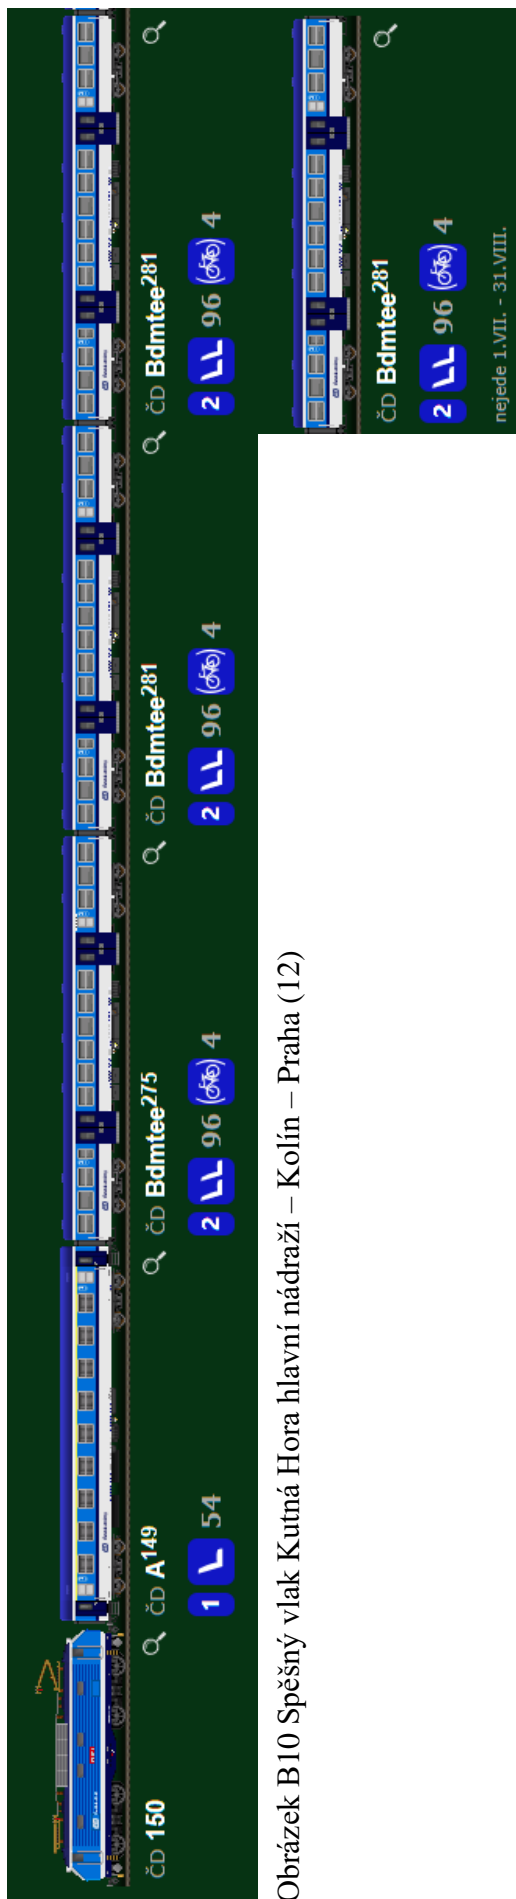 ČD 150
ČD A149
1 54
ČD Bdmtee275
2 96 4
ČD Bdmtee281
2 96 4
ČD Bdmtee281
2 96 4
ČD Bdmtee281
2 96 4
nejede 1.VII. - 31.VIII.
Obrázek B10 Spěšný vlak Kutná Hora hlavní nádraží – Kolín – Praha (12)